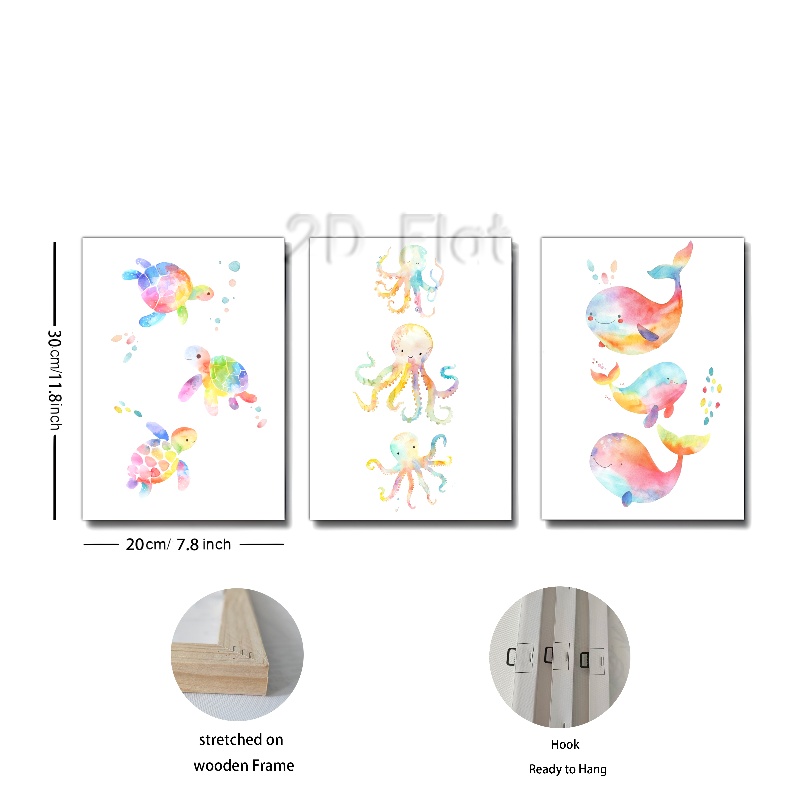 2D Flat
30cm/11.8inch
20cm/ 7.8 inch
stretched on
wooden Frame
Hook
Ready to Hang